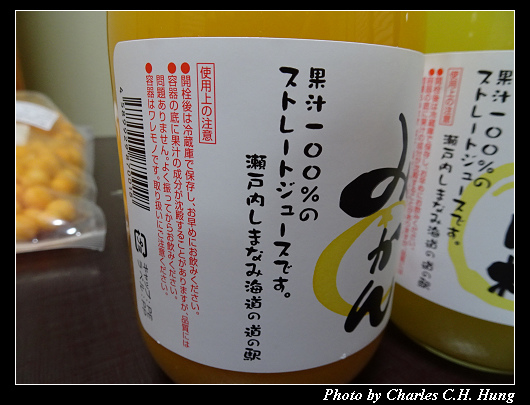 果汁一〇〇%の
ストレートジュースです。
瀬戸内しまなみ海道の道の駅
みかん
使用上の注意
●開栓後は冷蔵庫で保存し、お早めにお飲みください。
●容器の底に果汁の成分が沈殿することがありますが、品質には
問題ありません。よく振ってからお飲みください。
●容器はワレモノです。取り扱いにご注意ください。
果汁一〇〇%の
ストレートジュースです。
瀬戸内しまなみ海道の道の駅
使用上の注意
Photo by Charles C.H. Hung